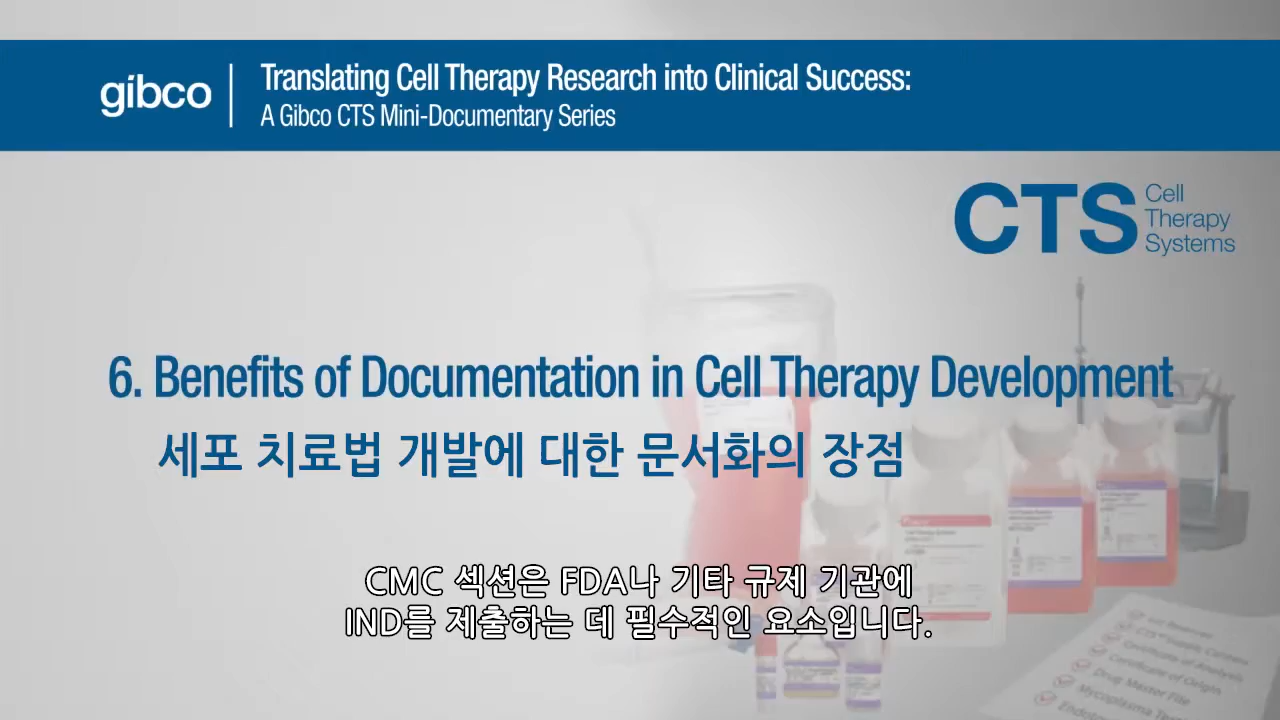 gibco
Translating Cell Therapy Research into Clinical Success:
A Gibco CTS Mini-Documentary Series
CTS
Cell
Therapy
Systems
6. Benefits of Documentation in Cell Therapy Development
세포 치료법 개발에 대한 문서화의 장점
CMC 섹션은 FDA나 기타 규제 기관에
IND를 제출하는 데 필수적인 요소입니다.
Certificate of Analysis
Certificate of Origin
Drug Master File